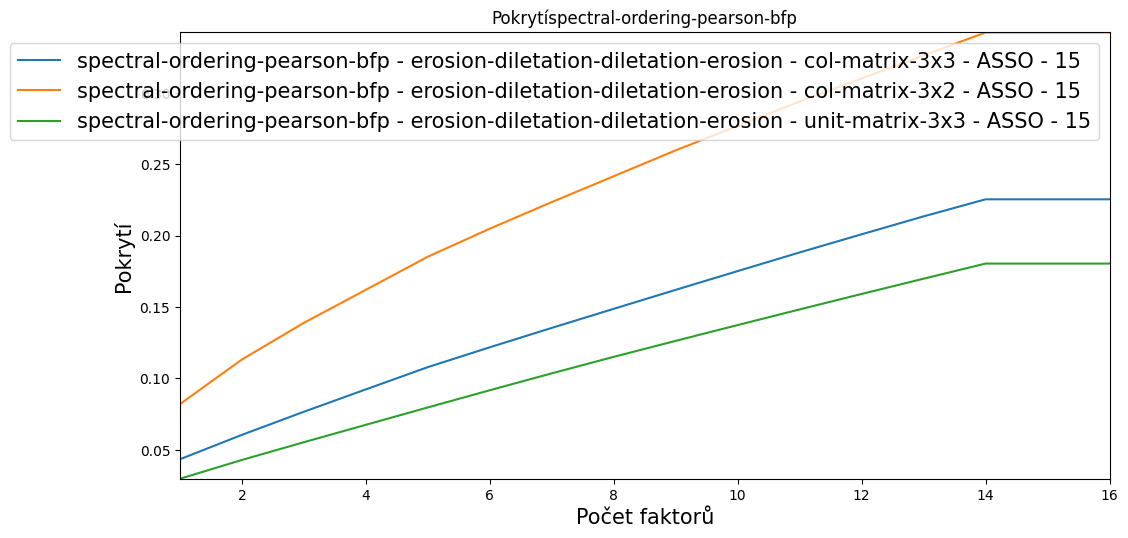 Pokrytíspectral-ordering-pearson-bfp
spectral-ordering-pearson-bfp - erosion-diletation-diletation-erosion - col-matrix-3x3 - ASSO - 15
spectral-ordering-pearson-bfp - erosion-diletation-diletation-erosion - col-matrix-3x2 - ASSO - 15
spectral-ordering-pearson-bfp - erosion-diletation-diletation-erosion - unit-matrix-3x3 - ASSO - 15
0.30
0.25
0.20
0.15
0.10
0.05
Pokrytí
2 4 6 8 10 12 14 16
Počet faktorů